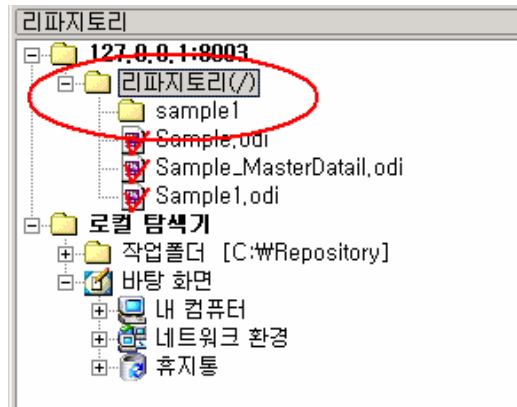 리파지토리
127.0.0.1:8003
리파지토리(/)
sample1
Sample.odi
Sample_MasterDatail.odi
Sample1.odi
로컬 탐색기
작업폴더 [C:₩Repository]
바탕 화면
내 컴퓨터
네트워크 환경
휴지통